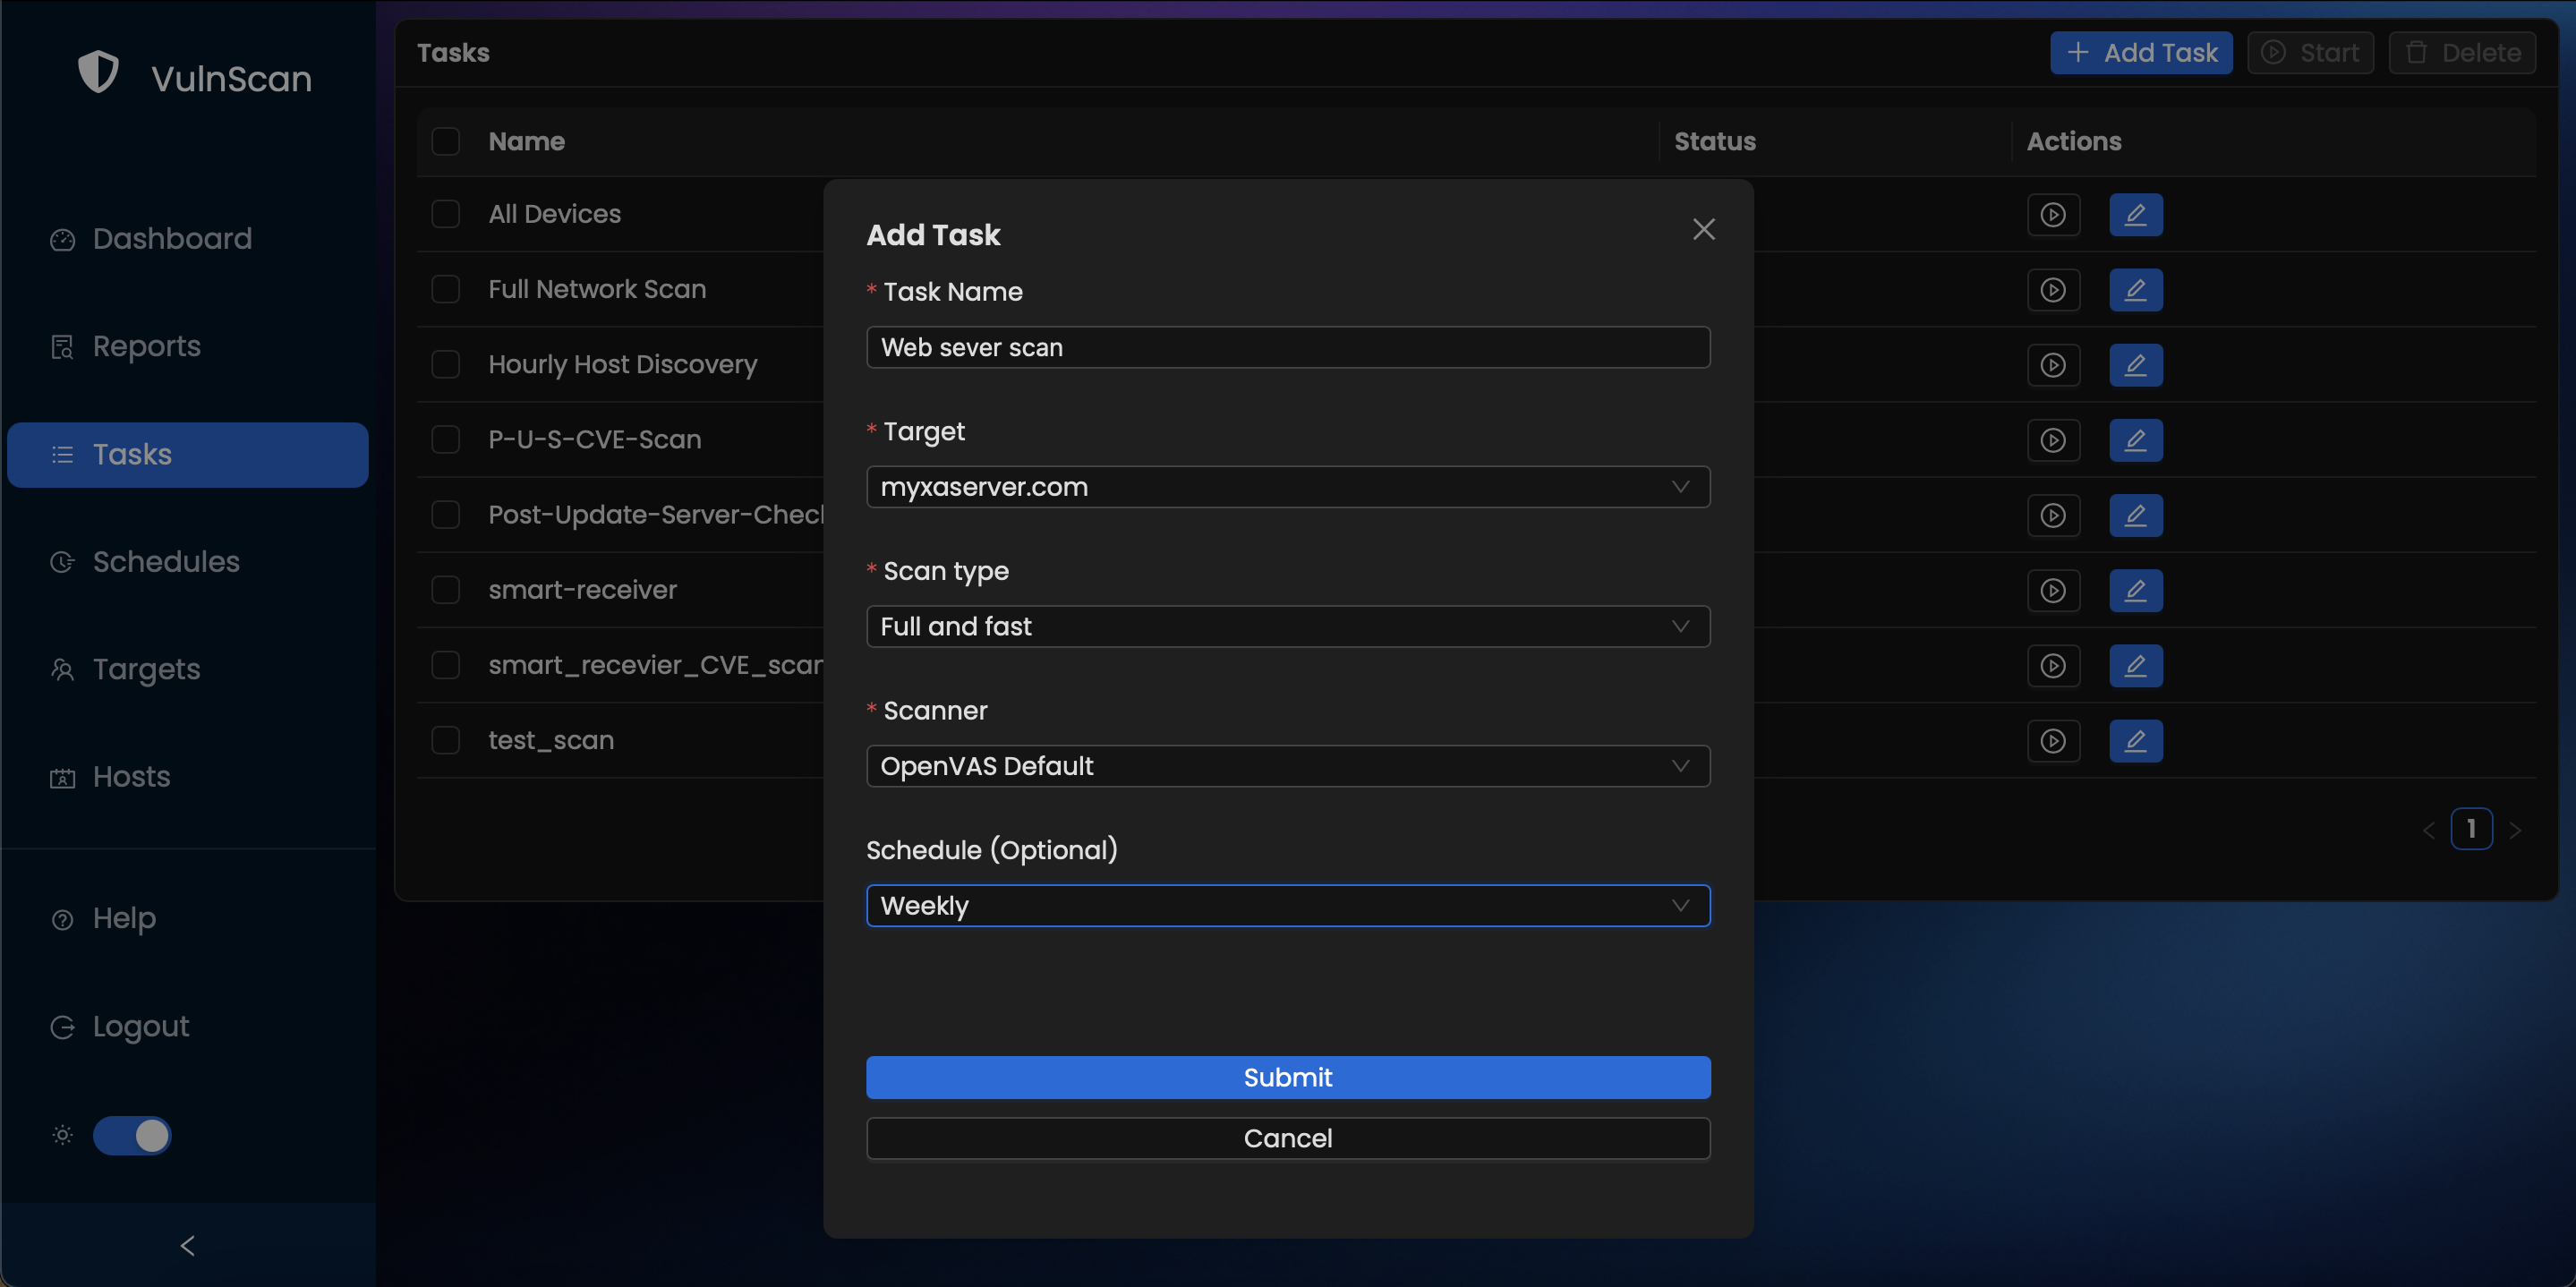 VulnScan
Dashboard
Reports
Tasks
Schedules
Targets
Hosts
Help
Logout
Tasks
Add Task
Start
Delete
Name
Status
Actions
All Devices
Full Network Scan
Hourly Host Discovery
P-U-S-CVE-Scan
Post-Update-Server-Chec
smart-receiver
smart_recevier_CVE_scan
test_scan
1
Add Task
* Task Name
Web sever scan
* Target
myxaserver.com
* Scan type
Full and fast
* Scanner
OpenVAS Default
Schedule (Optional)
Weekly
Submit
Cancel